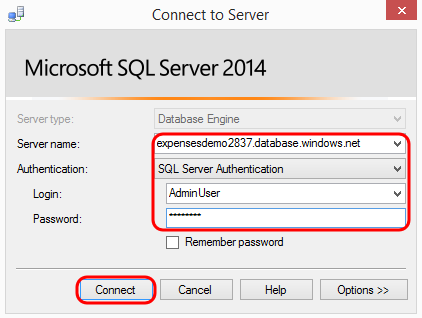 Connect to Server
Microsoft SQL Server 2014
Server type: Database Engine
Server name: expensesdemo2837.database.windows.net
Authentication: SQL Server Authentication
Login: AdminUser
Password: ********
Remember password
Connect Cancel Help Options >>